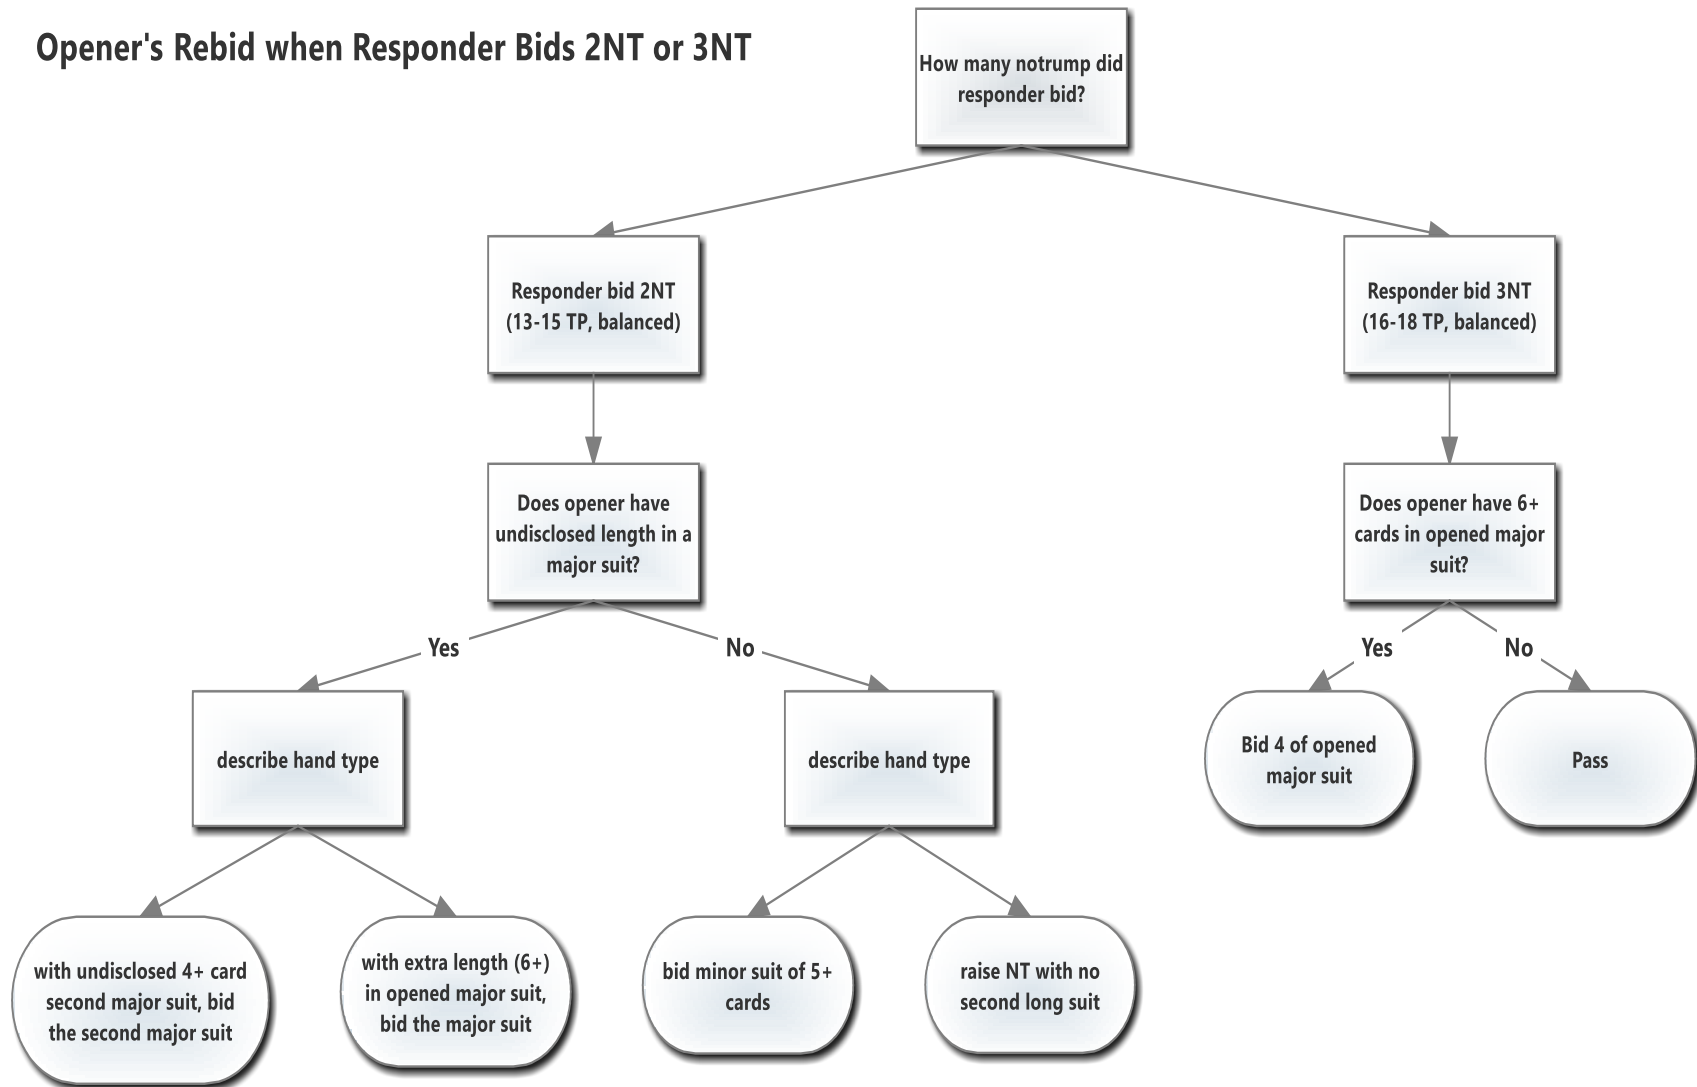 Opener's Rebid when Responder Bids 2NT or 3NT
How many notrump did
responder bid?
Responder bid 2NT
(13-15 TP, balanced)
Responder bid 3NT
(16-18 TP, balanced)
Does opener have
undisclosed length in a
major suit?
Does opener have 6+
cards in opened major
suit?
Yes
No
Yes
No
describe hand type
describe hand type
Bid 4 of opened
major suit
Pass
with undisclosed 4+ card
second major suit, bid
the second major suit
with extra length (6+)
in opened major suit,
bid the major suit
bid minor suit of 5+
cards
raise NT with no
second long suit